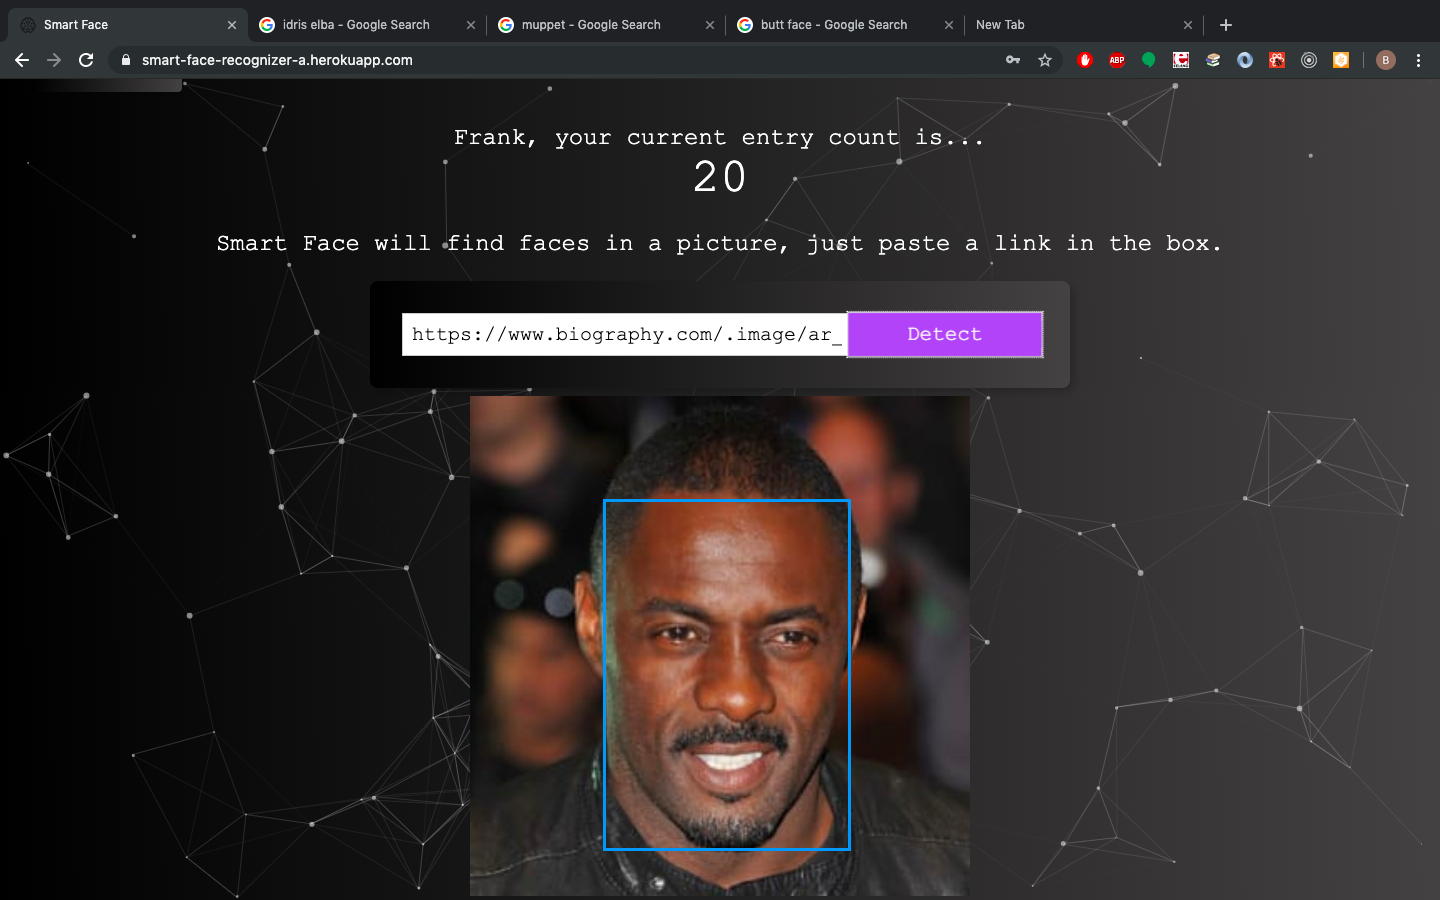 Smart Face
idris elba - Google Search
muppet - Google Search
butt face - Google Search
New Tab
smart-face-recognizer-a.herokuapp.com
ABP
B
Frank, your current entry count is...
20
Smart Face will find faces in a picture, just paste a link in the box.
https://www.biography.com/.image/ar_ Detect